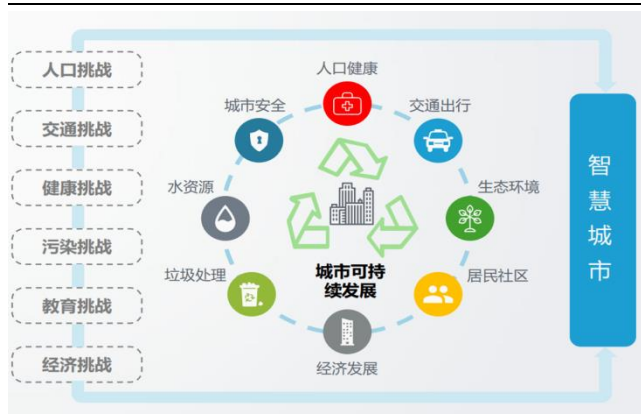 人口挑战
交通挑战
健康挑战
污染挑战
教育挑战
经济挑战
人口健康
城市安全
交通出行
水资源
生态环境
垃圾处理
居民社区
城市可持
续发展
经济发展
智慧城市